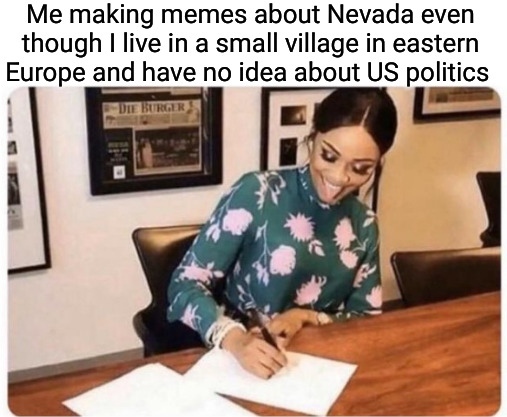 Me making memes about Nevada even
though I live in a small village in eastern
Europe and have no idea about US politics
DIE BURGER